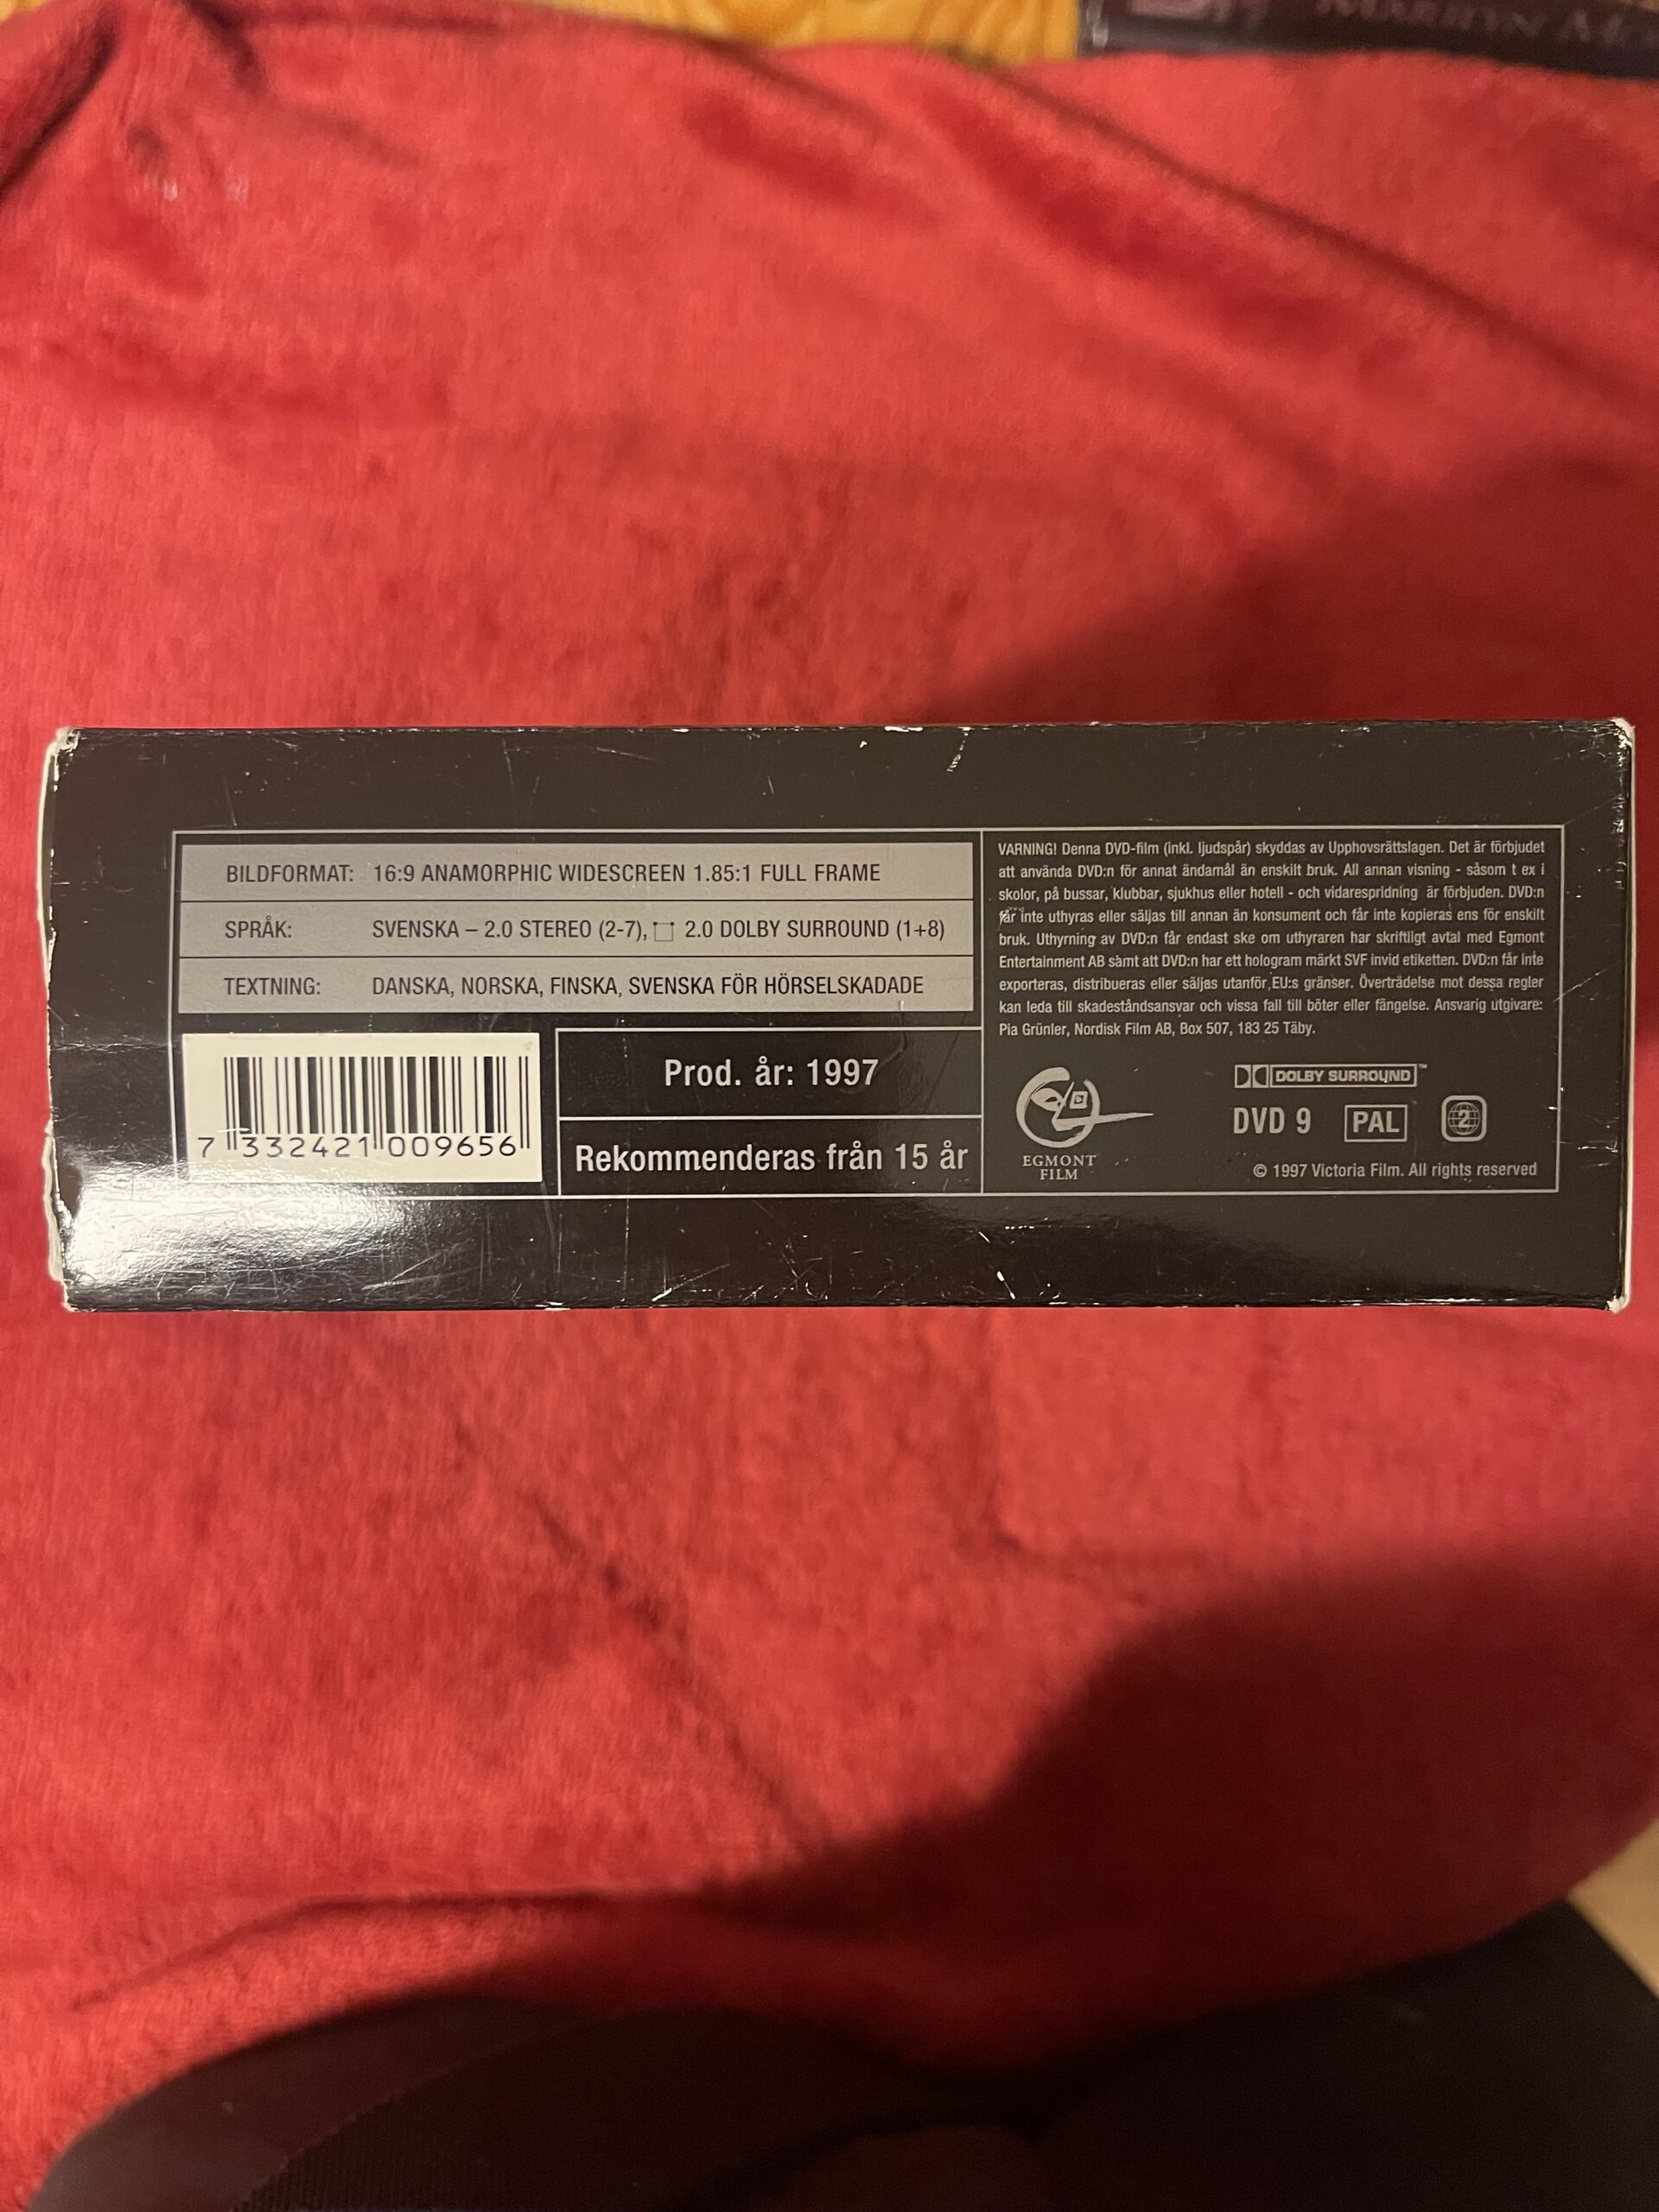 MARILYN
BILDFORMAT: 16:9 ANAMORPHIC WIDESCREEN 1.85:1 FULL FRAME
SPRÅK: SVENSKA – 2.0 STEREO (2-7), 2.0 DOLBY SURROUND (1+8)
TEXTNING: DANSKA, NORSKA, FINSKA, SVENSKA FÖR HÖRSELSKADADE
7 332421 009656
Prod. år: 1997
Rekommenderas från 15 år
VARNING! Denna DVD-film (inkl. ljudspår) skyddas av Upphovsrättslagen. Det är förbjudet
att använda DVD:n för annat ändamål än enskilt bruk. All annan visning - såsom t ex i
skolor, på bussar, klubbar, sjukhus eller hotell - och vidarespridning är förbjuden. DVD:n
får inte uthyras eller säljas till annan än konsument och får inte kopieras ens för enskilt
bruk. Uthyrning av DVD:n får endast ske om uthyraren har skriftligt avtal med Egmont
Entertainment AB samt att DVD:n har ett hologram märkt SVF invid etiketten. DVD:n får inte
exporteras, distribueras eller säljas utanför EU:s gränser. Överträdelse mot dessa regler
kan leda till skadeståndsansvar och vissa fall till böter eller fängelse. Ansvarig utgivare:
Pia Grünler, Nordisk Film AB, Box 507, 183 25 Täby.
EGMONT
FILM
DOLBY SURROUND™
DVD 9 PAL 2
© 1997 Victoria Film. All rights reserved